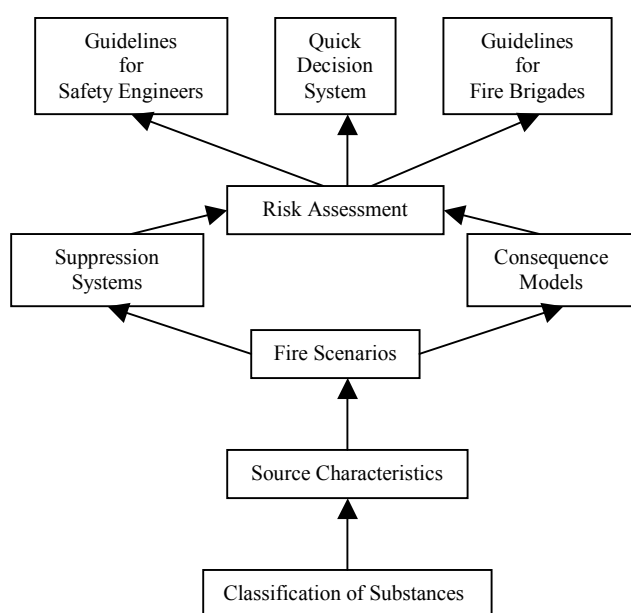 Guidelines
for
Safety Engineers
Quick
Decision
System
Guidelines
for
Fire Brigades
Risk Assessment
Suppression
Systems
Consequence
Models
Fire Scenarios
Source Characteristics
Classification of Substances